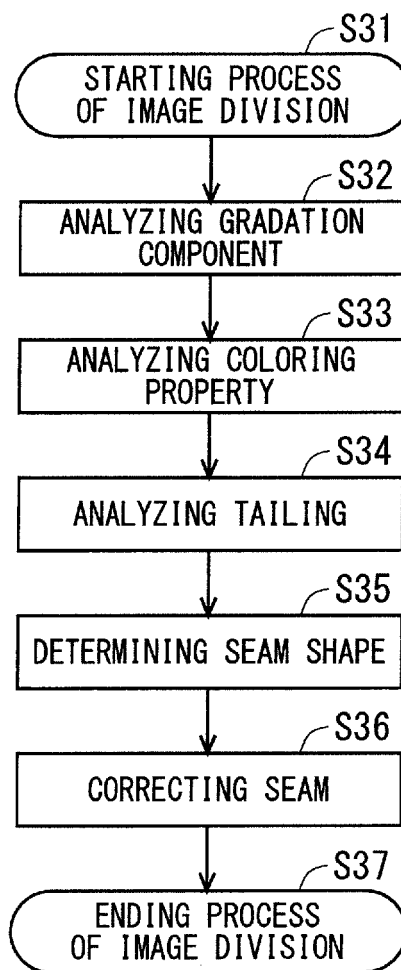 S31
STARTING PROCESS
OF IMAGE DIVISION
S32
ANALYZING GRADATION
COMPONENT
S33
ANALYZING COLORING
PROPERTY
S34
ANALYZING TAILING
S35
DETERMINING SEAM SHAPE
S36
CORRECTING SEAM
S37
ENDING PROCESS
OF IMAGE DIVISION